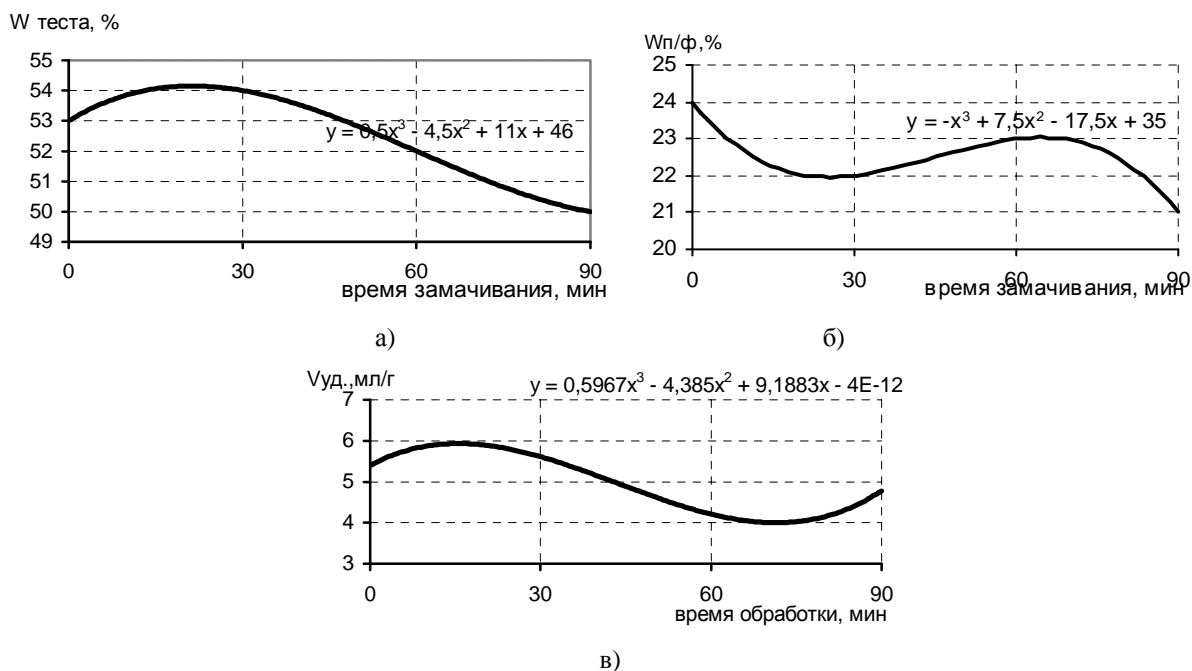 W теста, %
55
54
53
52
51
50
49
y = 0,5x³ - 4,5x² + 11x + 46
0 30 60 90
время замачивания, мин
а)
Wп/ф,%
25
24
23
22
21
20
y = -x³ + 7,5x² - 17,5x + 35
0 30 60 90
время замачивания, мин
б)
Vуд.,мл/г
y = 0,5967x³ - 4,385x² + 9,1883x - 4E-12
7
6
5
4
3
0 30 60 90
время обработки, мин
в)